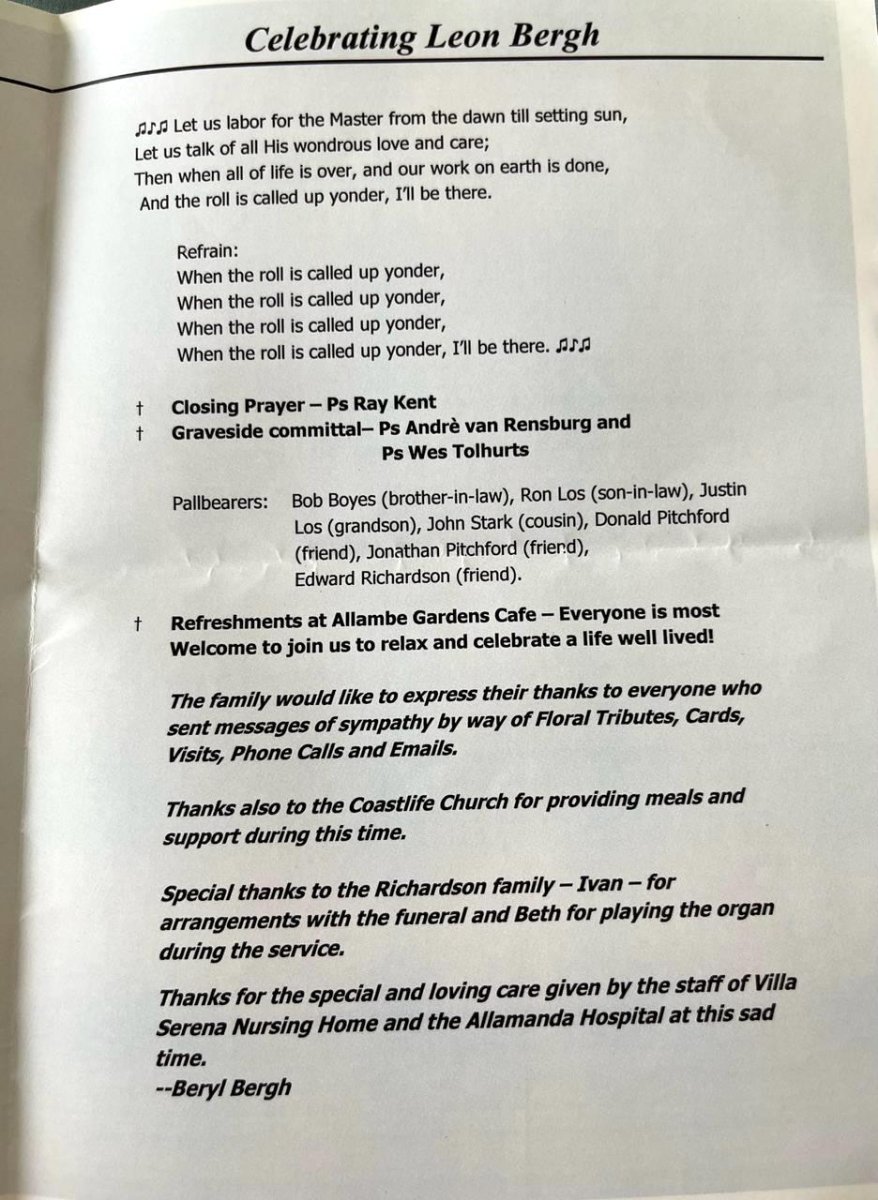 Celebrating Leon Bergh
♫♪♫ Let us labor for the Master from the dawn till setting sun,
Let us talk of all His wondrous love and care;
Then when all of life is over, and our work on earth is done,
And the roll is called up yonder, I'll be there.
Refrain:
When the roll is called up yonder,
When the roll is called up yonder,
When the roll is called up yonder,
When the roll is called up yonder, I'll be there. ♫♪♫
† Closing Prayer – Ps Ray Kent
† Graveside committal– Ps Andrè van Rensburg and
Ps Wes Tolhurts
Pallbearers: Bob Boyes (brother-in-law), Ron Los (son-in-law), Justin
Los (grandson), John Stark (cousin), Donald Pitchford
(friend), Jonathan Pitchford (friend),
Edward Richardson (friend).
† Refreshments at Allambe Gardens Cafe – Everyone is most
Welcome to join us to relax and celebrate a life well lived!
The family would like to express their thanks to everyone who
sent messages of sympathy by way of Floral Tributes, Cards,
Visits, Phone Calls and Emails.
Thanks also to the Coastlife Church for providing meals and
support during this time.
Special thanks to the Richardson family – Ivan – for
arrangements with the funeral and Beth for playing the organ
during the service.
Thanks for the special and loving care given by the staff of Villa
Serena Nursing Home and the Allamanda Hospital at this sad
time.
--Beryl Bergh